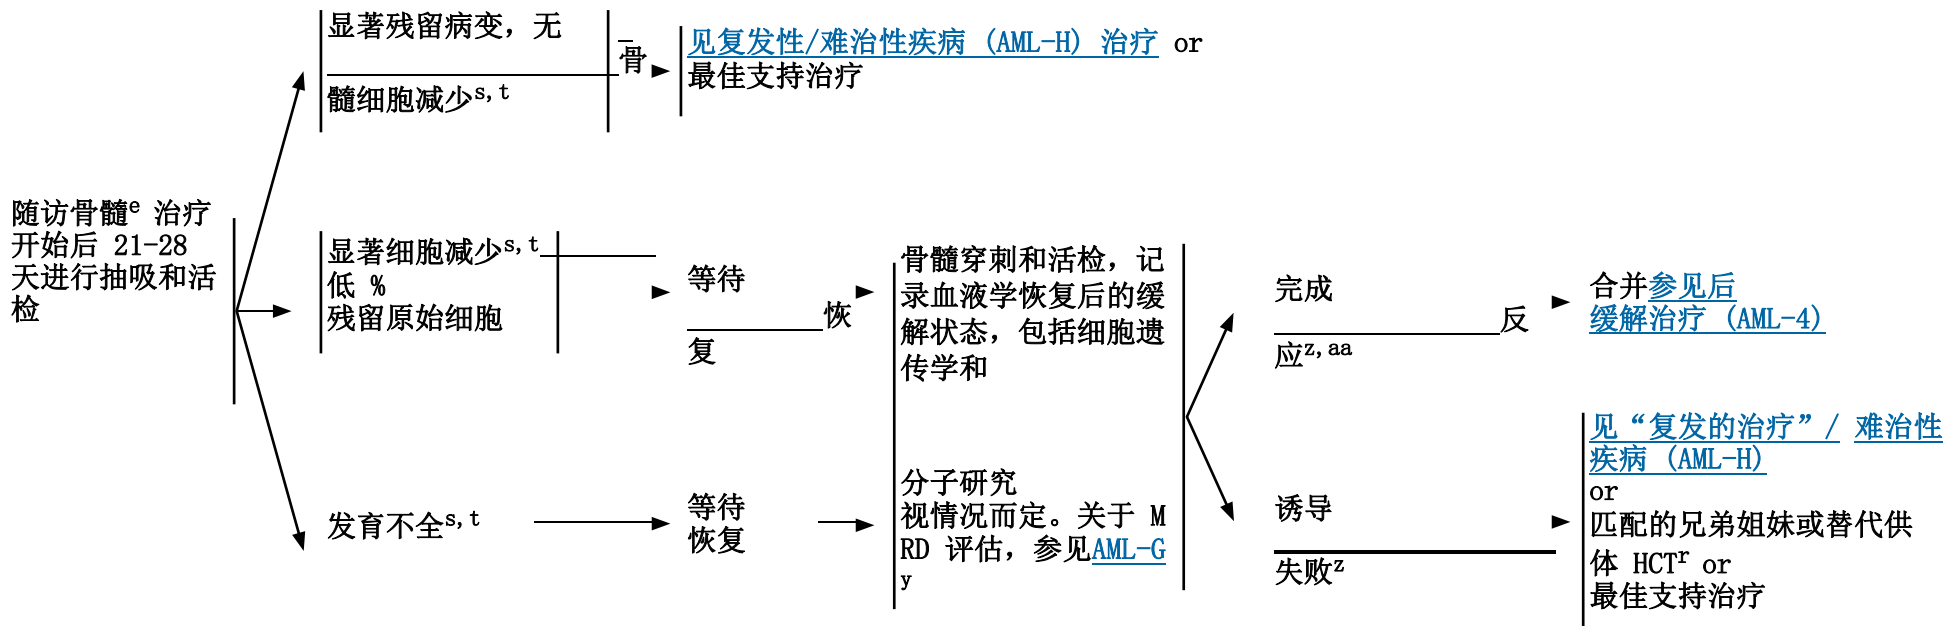 显著残留病变，无
骨
髓细胞减少s,t
见复发性/难治性疾病 (AML-H) 治疗 or
最佳支持治疗
随访骨髓e 治疗
开始后 21-28
天进行抽吸和活
检
显著细胞减少s,t
低 %
残留原始细胞
等待
恢
复
发育不全s,t
等待
恢复
骨髓穿刺和活检，记
录血液学恢复后的缓
解状态，包括细胞遗
传学和
分子研究
视情况而定。关于 M
RD 评估，参见AML-G
y
完成
反
应z,aa
合并参见后
缓解治疗 (AML-4)
诱导
失败z
见“复发的治疗”/ 难治性
疾病 (AML-H)
or
匹配的兄弟姐妹或替代供
体 HCTr or
最佳支持治疗